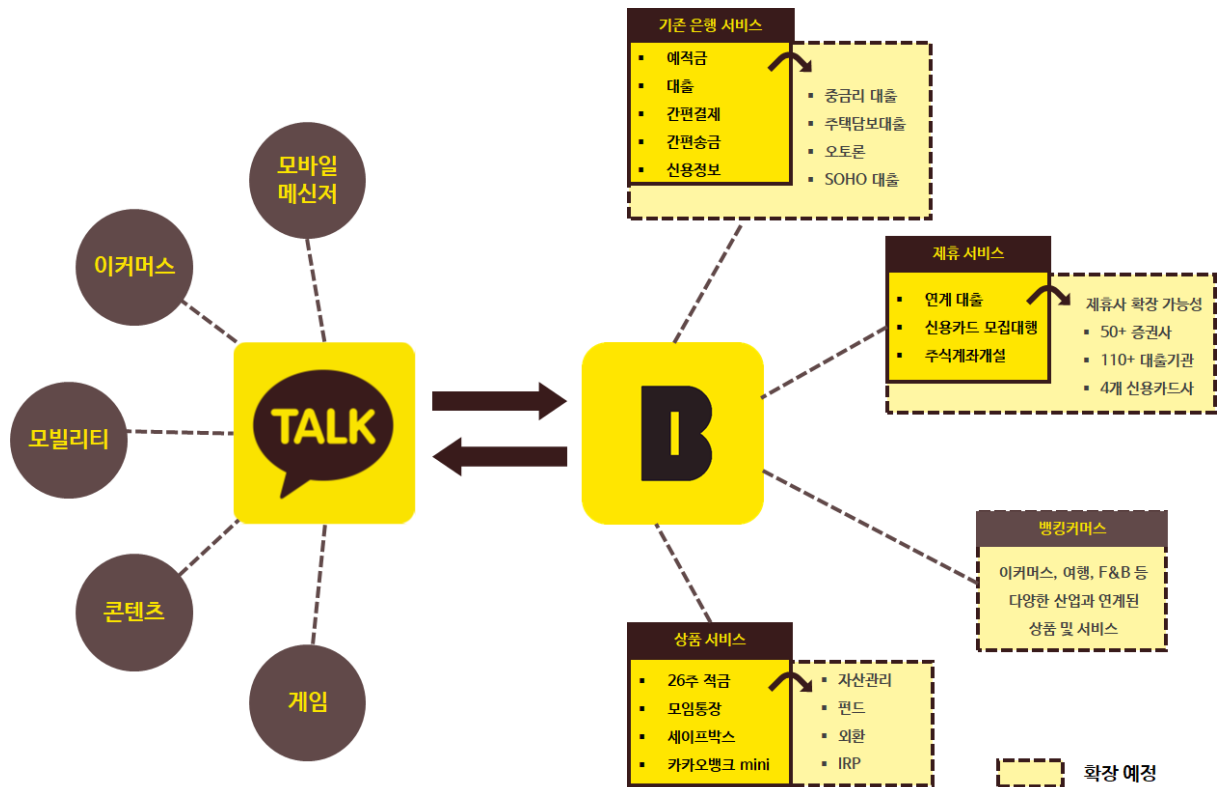 모바일
메신저
이커머스
모빌리티
콘텐츠
게임
TALK
B
기존 은행 서비스
▪ 예적금
▪ 대출
▪ 간편결제
▪ 간편송금
▪ 신용정보
▪ 중금리 대출
▪ 주택담보대출
▪ 오토론
▪ SOHO 대출
제휴 서비스
▪ 연계 대출
▪ 신용카드 모집대행
▪ 주식계좌개설
제휴사 확장 가능성
▪ 50+ 증권사
▪ 110+ 대출기관
▪ 4개 신용카드사
뱅킹커머스
이커머스, 여행, F&B 등
다양한 산업과 연계된
상품 및 서비스
상품 서비스
▪ 26주 적금
▪ 모임통장
▪ 세이프박스
▪ 카카오뱅크 mini
▪ 자산관리
▪ 펀드
▪ 외환
▪ IRP
확장 예정